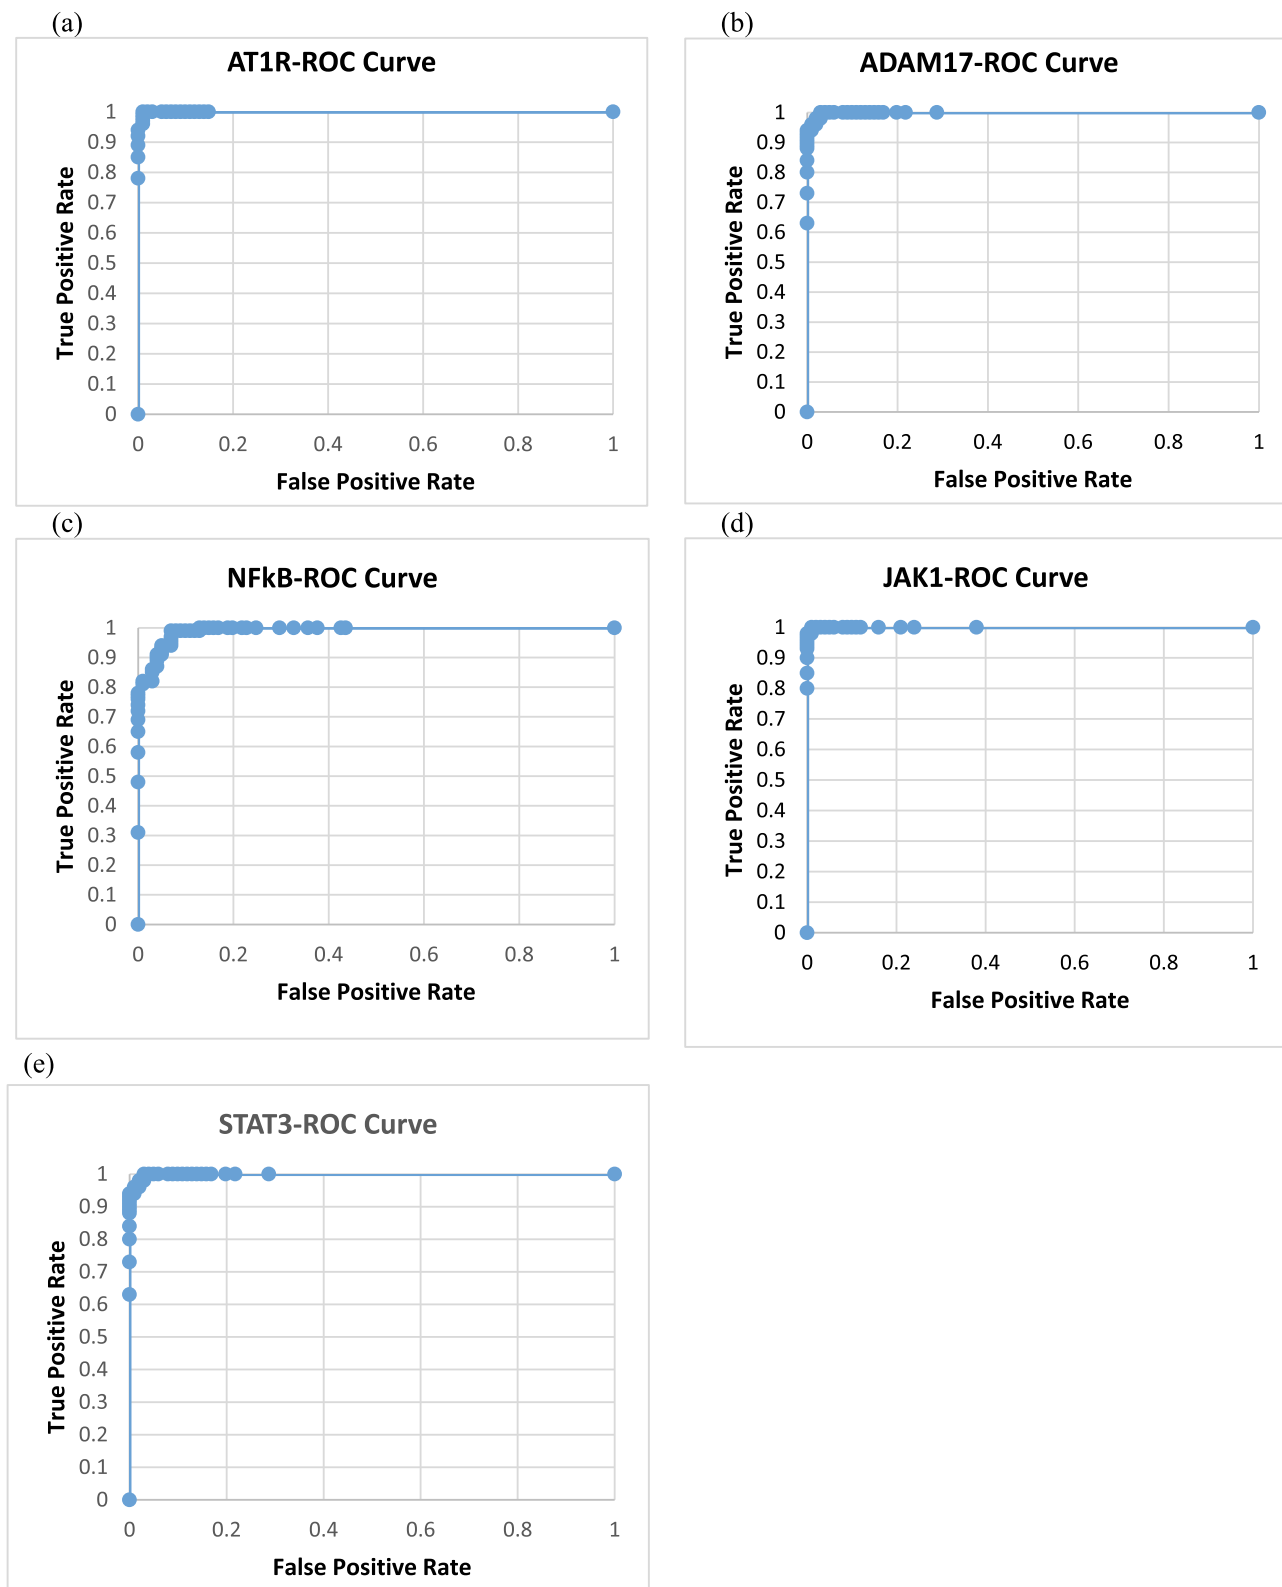 (a)
AT1R-ROC Curve
True Positive Rate
1
0.9
0.8
0.7
0.6
0.5
0.4
0.3
0.2
0.1
0
0 0.2 0.4 0.6 0.8 1
False Positive Rate
(b)
ADAM17-ROC Curve
True Positive Rate
1
0.9
0.8
0.7
0.6
0.5
0.4
0.3
0.2
0.1
0
0 0.2 0.4 0.6 0.8 1
False Positive Rate
(c)
NFkB-ROC Curve
True Positive Rate
1
0.9
0.8
0.7
0.6
0.5
0.4
0.3
0.2
0.1
0
0 0.2 0.4 0.6 0.8 1
False Positive Rate
(d)
JAK1-ROC Curve
True Positive Rate
1
0.9
0.8
0.7
0.6
0.5
0.4
0.3
0.2
0.1
0
0 0.2 0.4 0.6 0.8 1
False Positive Rate
(e)
STAT3-ROC Curve
True Positive Rate
1
0.9
0.8
0.7
0.6
0.5
0.4
0.3
0.2
0.1
0
0 0.2 0.4 0.6 0.8 1
False Positive Rate